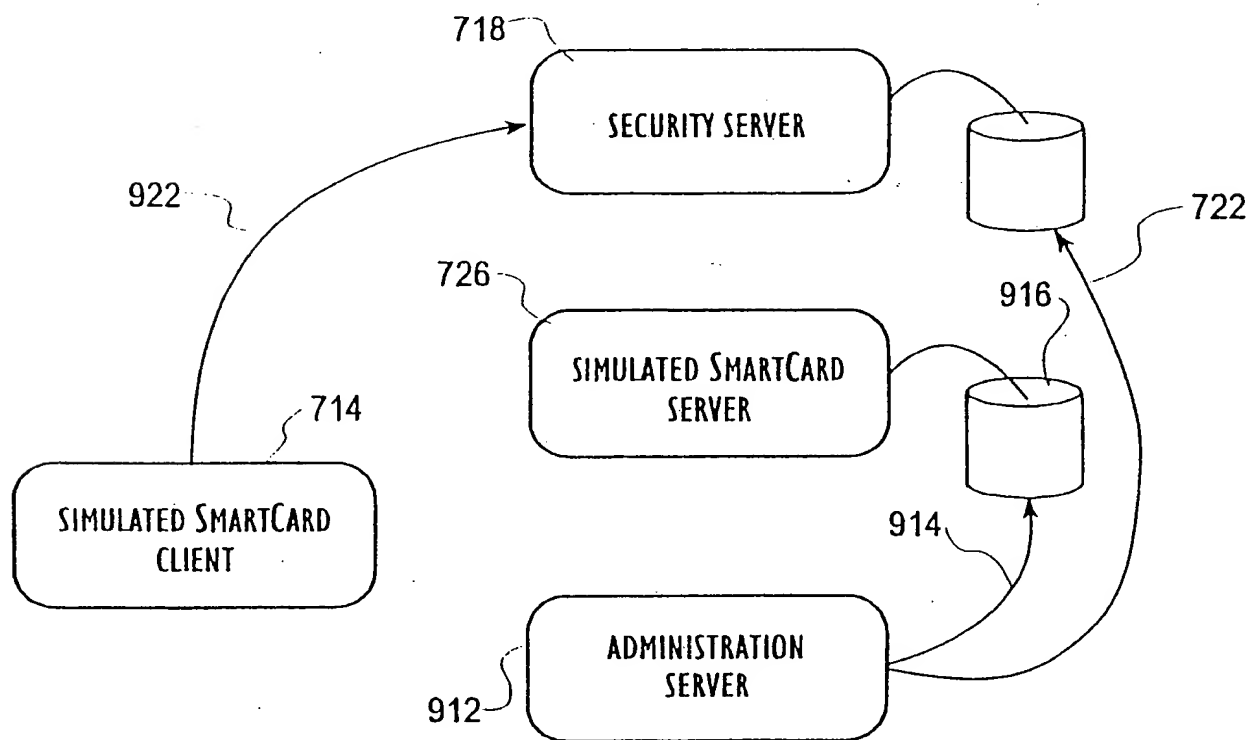 718
SECURITY SERVER
922
722
726
916
SIMULATED SMARTCARD
SERVER
714
SIMULATED SMARTCARD
CLIENT
914
ADMINISTRATION
SERVER
912